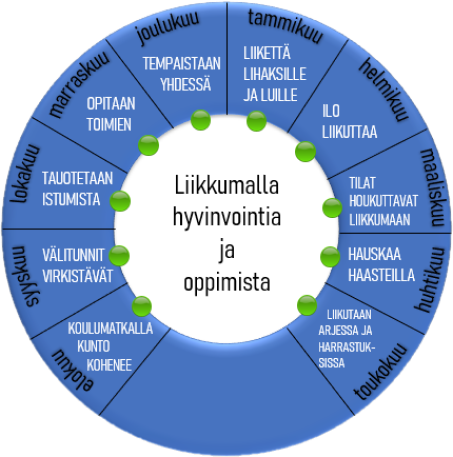 Liikkumalla
hyvinvointia
ja
oppimista
tammikuu
LIIKETTÄ
LIHAKSILLE
JA LUILLE
helmikuu
ILO
LIIKUTTAA
maaliskuu
TILAT
HOUKUTTAVAT
LIIKKUMAAN
huhtikuu
HAUSKAA
HAASTEILLA
toukokuu
LIIKUTAAN
ARJESSA JA
HARRASTUK-
SISSA
elokuu
KOULUMATKALLA
KUNTO
KOHENEE
syyskuu
VÄLITUNNIT
VIRKISTÄVÄT
lokakuu
TAUOTETAAN
ISTUMISTA
marraskuu
OPITAAN
TOIMIEN
joulukuu
TEMPAISTAAN
YHDESSÄ